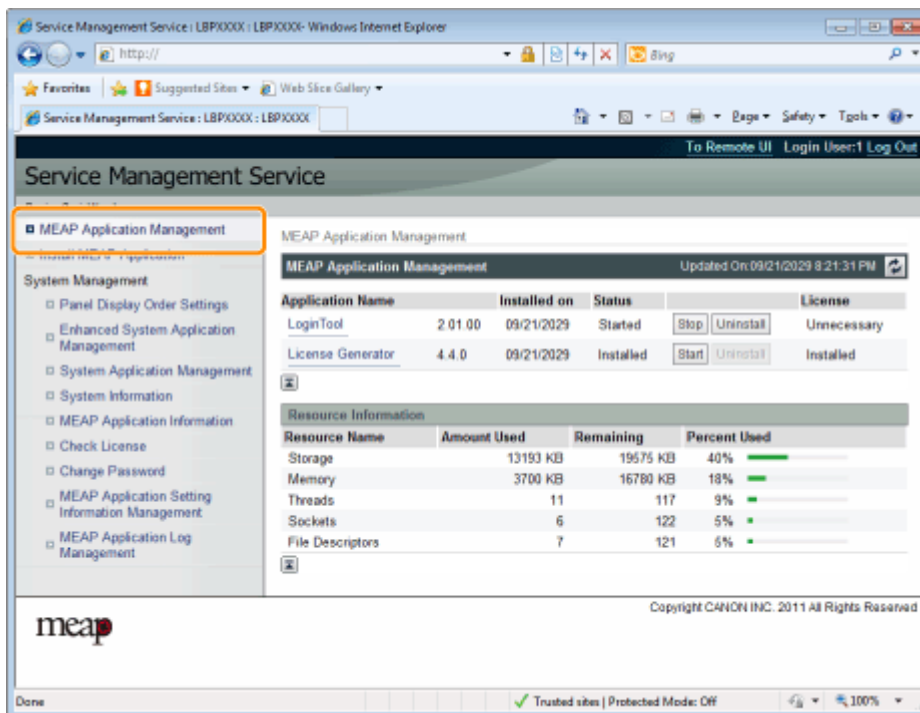 Service Management Service : LBPXXXX : LBPXXXX- Windows Internet Explorer
http://
Bing
Favorites Suggested Sites Web Slice Gallery
Service Management Service : LBPXXXX : LBPXXXX
Page Safety Tools
To Remote UI Login User:1 Log Out
Service Management Service
MEAP Application Management
Install MEAP Application
System Management
Panel Display Order Settings
Enhanced System Application
Management
System Application Management
System Information
MEAP Application Information
Check License
Change Password
MEAP Application Setting
Information Management
MEAP Application Log
Management
MEAP Application Management
MEAP Application Management Updated On:09/21/2029 8:21:31 PM
Application Name Installed on Status License
LoginTool 2.01.00 09/21/2029 Started Stop Uninstall Unnecessary
License Generator 4.4.0 09/21/2029 Installed Start Uninstall Installed
Resource Information
Resource Name Amount Used Remaining Percent Used
Storage 13193 KB 19575 KB 40%
Memory 3700 KB 16780 KB 18%
Threads 11 117 9%
Sockets 6 122 5%
File Descriptors 7 121 6%
Copyright CANON INC. 2011 All Rights Reserved
meap
Done Trusted sites | Protected Mode: Off 100%